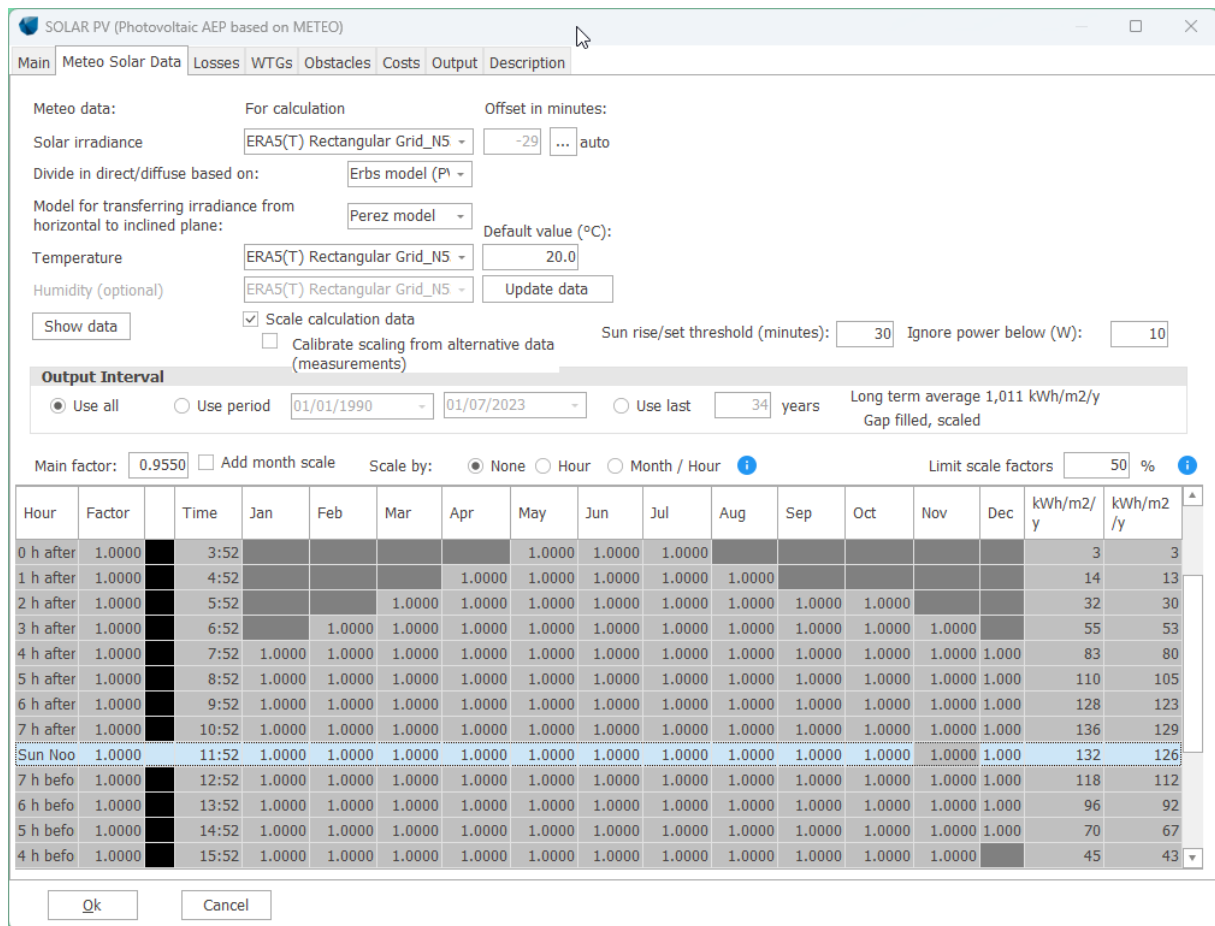 SOLAR PV (Photovoltaic AEP based on METEO)
Main Meteo Solar Data Losses WTGs Obstacles Costs Output Description
Meteo data: For calculation Offset in minutes:
Solar irradiance ERA5(T) Rectangular Grid_N5 -29 ... auto
Divide in direct/diffuse based on: Erbs model (P\
Model for transferring irradiance from
horizontal to inclined plane: Perez model
Default value (°C):
Temperature ERA5(T) Rectangular Grid_N5 20.0
Humidity (optional) ERA5(T) Rectangular Grid_N5 Update data
Show data Scale calculation data
Calibrate scaling from alternative data
(measurements)
Sun rise/set threshold (minutes): 30 Ignore power below (W): 10
Output Interval
Use all Use period 01/01/1990 01/07/2023 Use last 34 years
Long term average 1,011 kWh/m2/y
Gap filled, scaled
Main factor: 0.9550 Add month scale Scale by: None Hour Month / Hour Limit scale factors 50 %
Hour Factor Time Jan Feb Mar Apr May Jun Jul Aug Sep Oct Nov Dec kWh/m2/y kWh/m2/y
0 h after 1.0000 3:52 1.0000 1.0000 1.0000 3 3
1 h after 1.0000 4:52 1.0000 1.0000 1.0000 1.0000 1.0000 14 13
2 h after 1.0000 5:52 1.0000 1.0000 1.0000 1.0000 1.0000 1.0000 1.0000 1.0000 32 30
3 h after 1.0000 6:52 1.0000 1.0000 1.0000 1.0000 1.0000 1.0000 1.0000 1.0000 1.0000 1.0000 55 53
4 h after 1.0000 7:52 1.0000 1.0000 1.0000 1.0000 1.0000 1.0000 1.0000 1.0000 1.0000 1.0000 1.0000 1.000 83 80
5 h after 1.0000 8:52 1.0000 1.0000 1.0000 1.0000 1.0000 1.0000 1.0000 1.0000 1.0000 1.0000 1.0000 1.000 110 105
6 h after 1.0000 9:52 1.0000 1.0000 1.0000 1.0000 1.0000 1.0000 1.0000 1.0000 1.0000 1.0000 1.0000 1.000 128 123
7 h after 1.0000 10:52 1.0000 1.0000 1.0000 1.0000 1.0000 1.0000 1.0000 1.0000 1.0000 1.0000 1.0000 1.000 136 129
Sun Noo 1.0000 11:52 1.0000 1.0000 1.0000 1.0000 1.0000 1.0000 1.0000 1.0000 1.0000 1.0000 1.0000 1.000 132 126
7 h befo 1.0000 12:52 1.0000 1.0000 1.0000 1.0000 1.0000 1.0000 1.0000 1.0000 1.0000 1.0000 1.0000 1.000 118 112
6 h befo 1.0000 13:52 1.0000 1.0000 1.0000 1.0000 1.0000 1.0000 1.0000 1.0000 1.0000 1.0000 1.0000 1.000 96 92
5 h befo 1.0000 14:52 1.0000 1.0000 1.0000 1.0000 1.0000 1.0000 1.0000 1.0000 1.0000 1.0000 1.0000 1.000 70 67
4 h befo 1.0000 15:52 1.0000 1.0000 1.0000 1.0000 1.0000 1.0000 1.0000 1.0000 1.0000 1.0000 1.0000 45 43
Ok Cancel